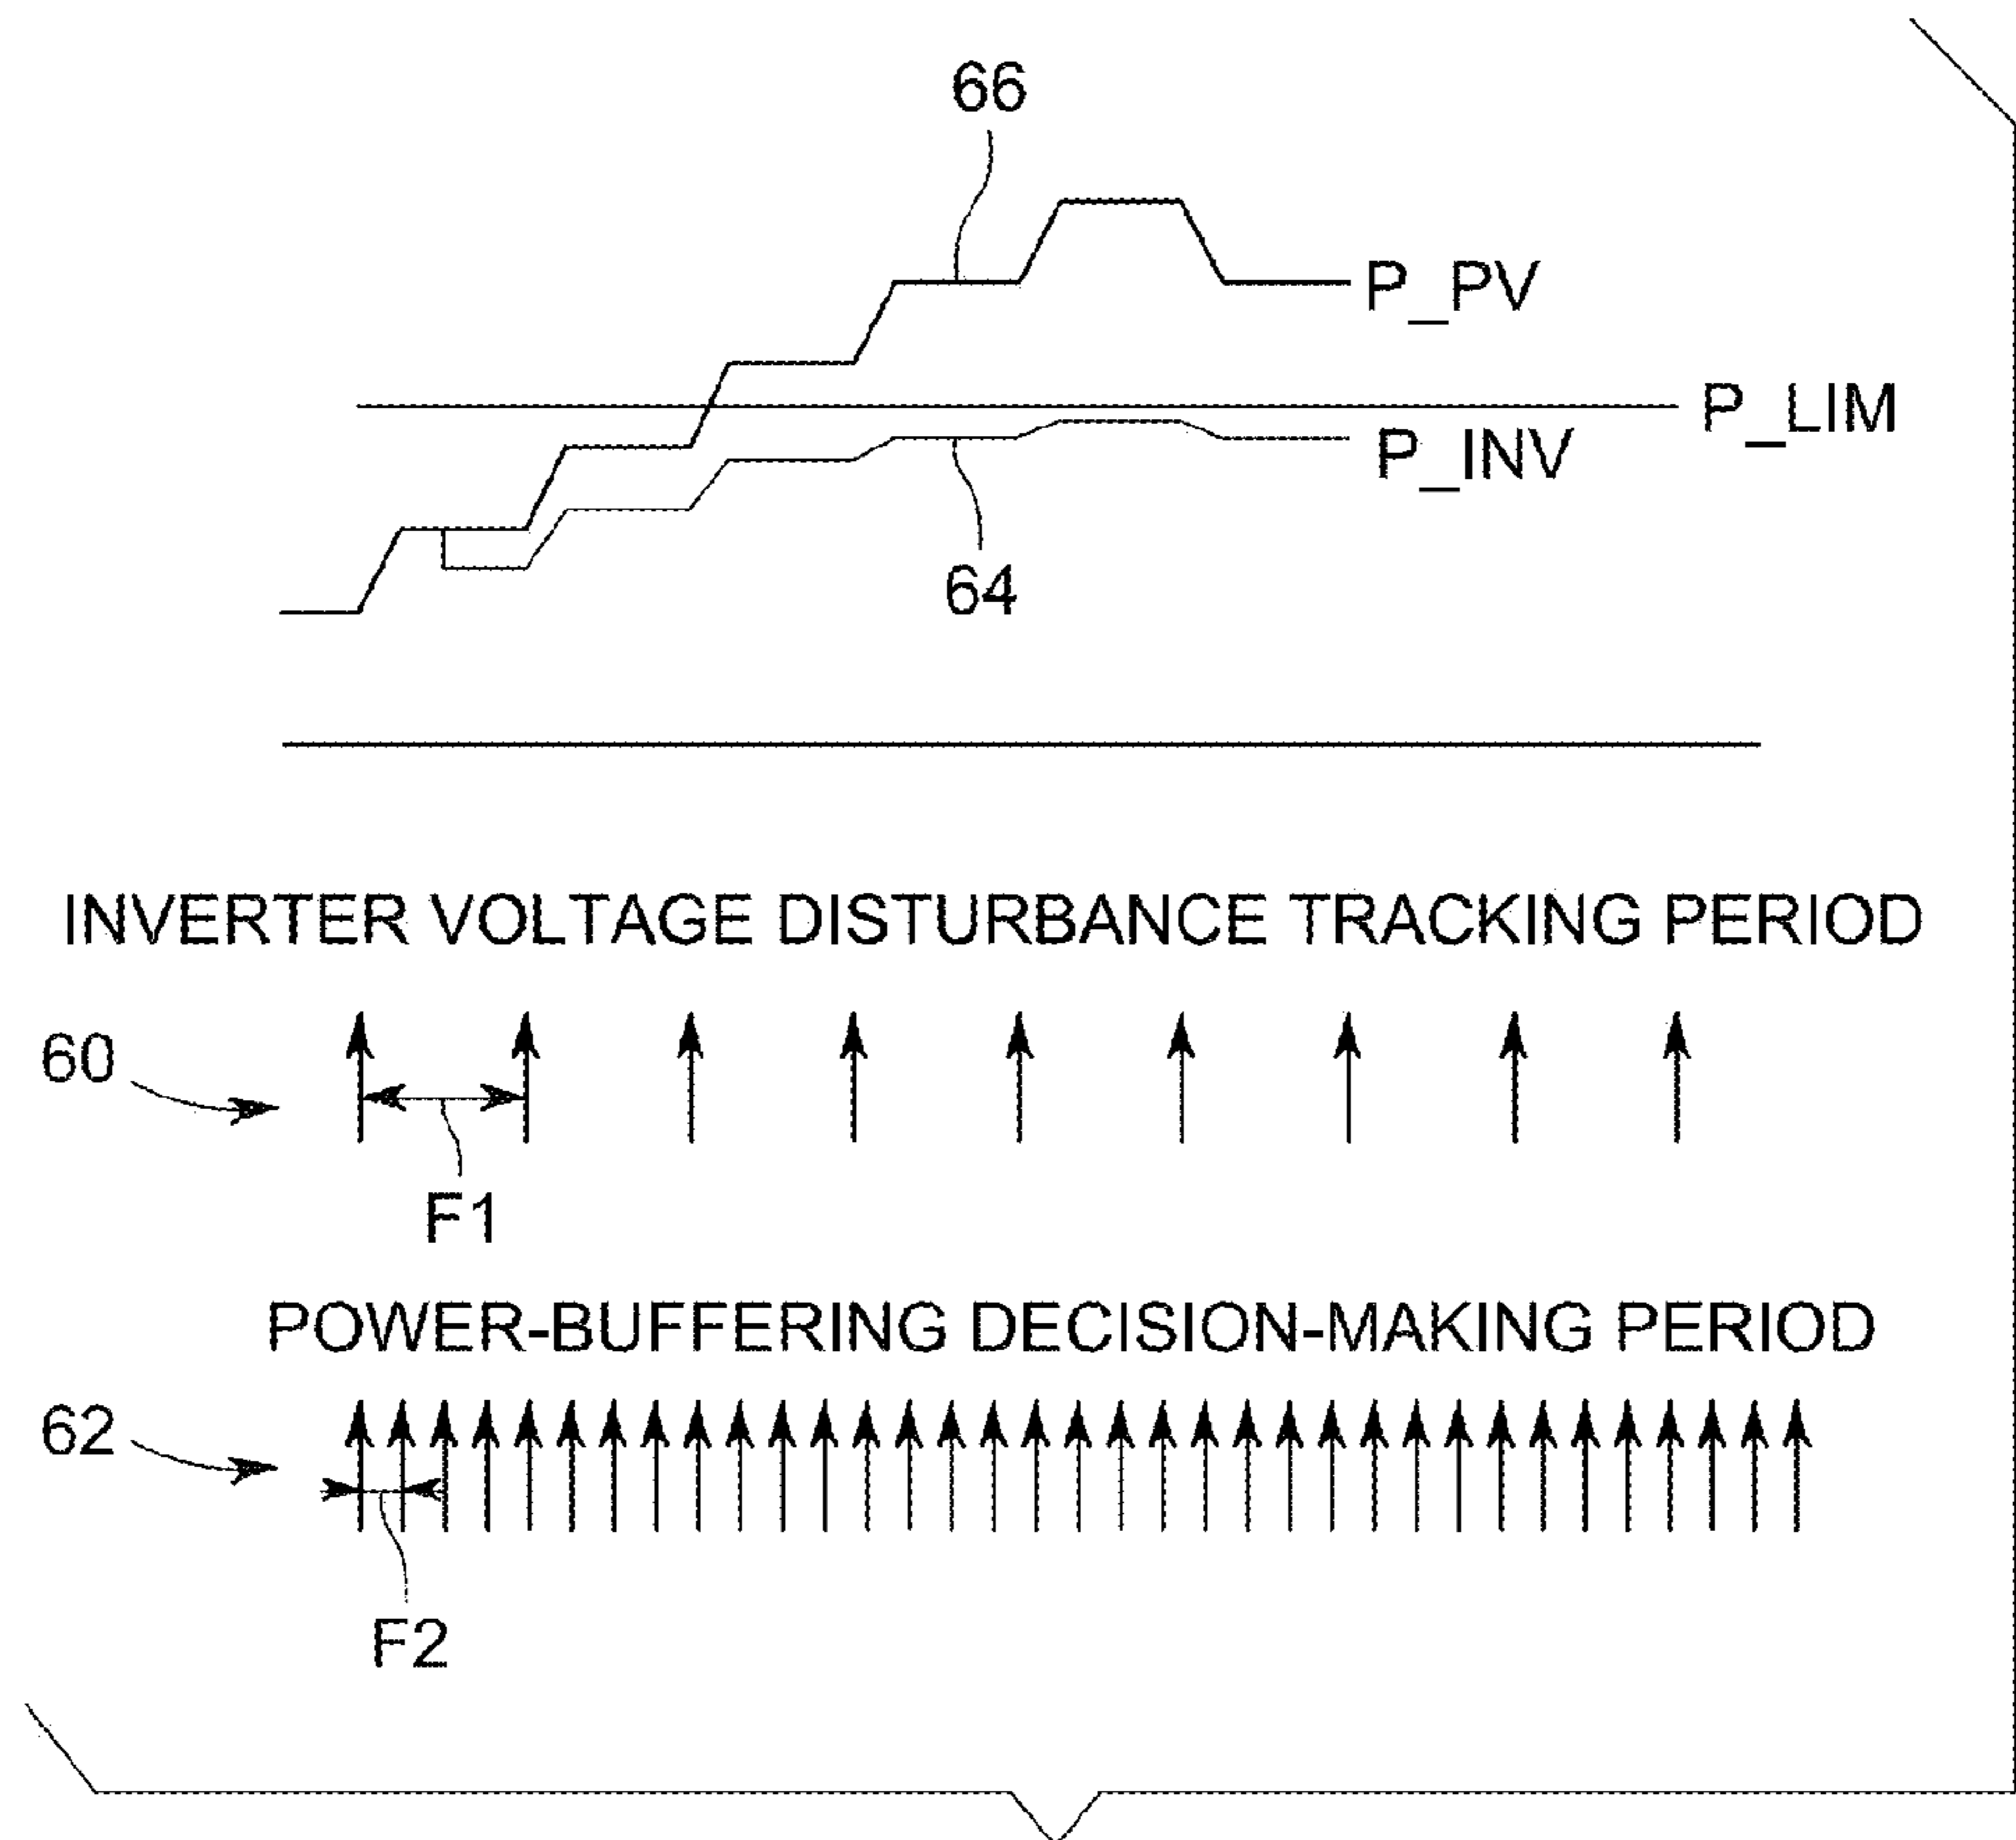 66
P_PV
P_LIM
P_INV
64
INVERTER VOLTAGE DISTURBANCE TRACKING PERIOD
60
F1
POWER-BUFFERING DECISION-MAKING PERIOD
62
F2